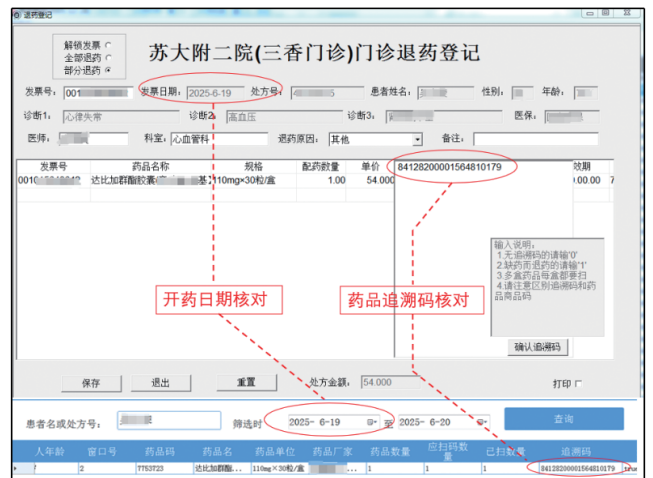 退药登记
解锁发票
全部退药
部分退药
苏大附二院(三香门诊)门诊退药登记
发票号: 001 发票日期: 2025-6-19 处方号: 患者姓名: 性别: 年龄:
诊断1: 心律失常 诊断2: 高血压 诊断3: 医保:
医师: 科室: 心血管科 退药原因: 其他 备注:
发票号 药品名称 规格 配药数量 单价 84128200001564810179 效期
达比加群酯胶囊 110mg×30粒/盒 1.00 54.000
输入说明:
1.无追溯码的请输'0'
2.缺药而退药的请输'1'
3.多盒药品每盒都要扫
4.请注意区别追溯码和药
品商品码
开药日期核对
药品追溯码核对
确认追溯码
保存 退出 重置 处方金额: 54.000 打印
患者名或处方号: 筛选时 2025- 6-19 至 2025- 6-20 查询
人年龄 窗口号 药品码 药品名 药品单位 药品厂家 药品数量 应扫码数量 已扫数量 追溯码
2 7753723 达比加群酯... 110mg×30粒/盒 ... 1 1 1 84128200001564810179 true